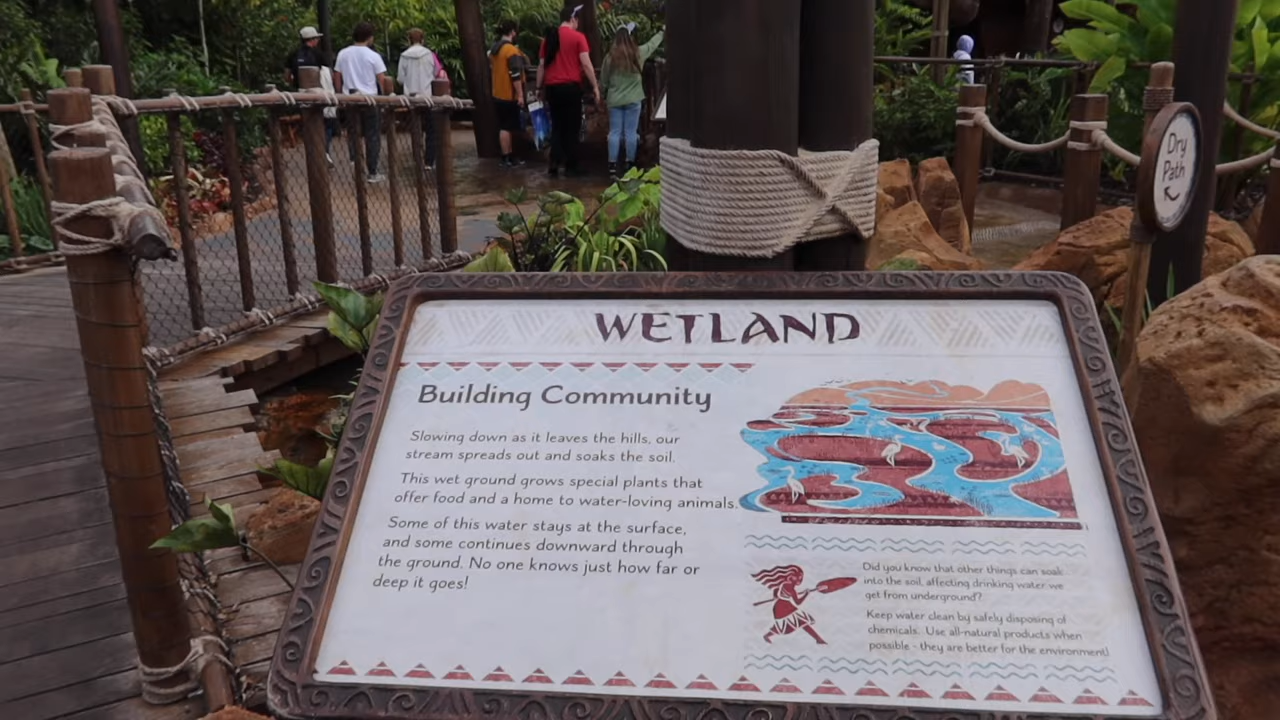 Dry
Path
WETLAND
Building Community
Slowing down as it leaves the hills, our
stream spreads out and soaks the soil.
This wet ground grows special plants that
offer food and a home to water-loving animals.
Some of this water stays at the surface,
and some continues downward through
the ground. No one knows just how far or
deep it goes!
Did you know that other things can soak
into the soil, affecting drinking water we
get from underground?
Keep water clean by safely disposing of
chemicals. Use all-natural products when
possible - they are better for the environment!